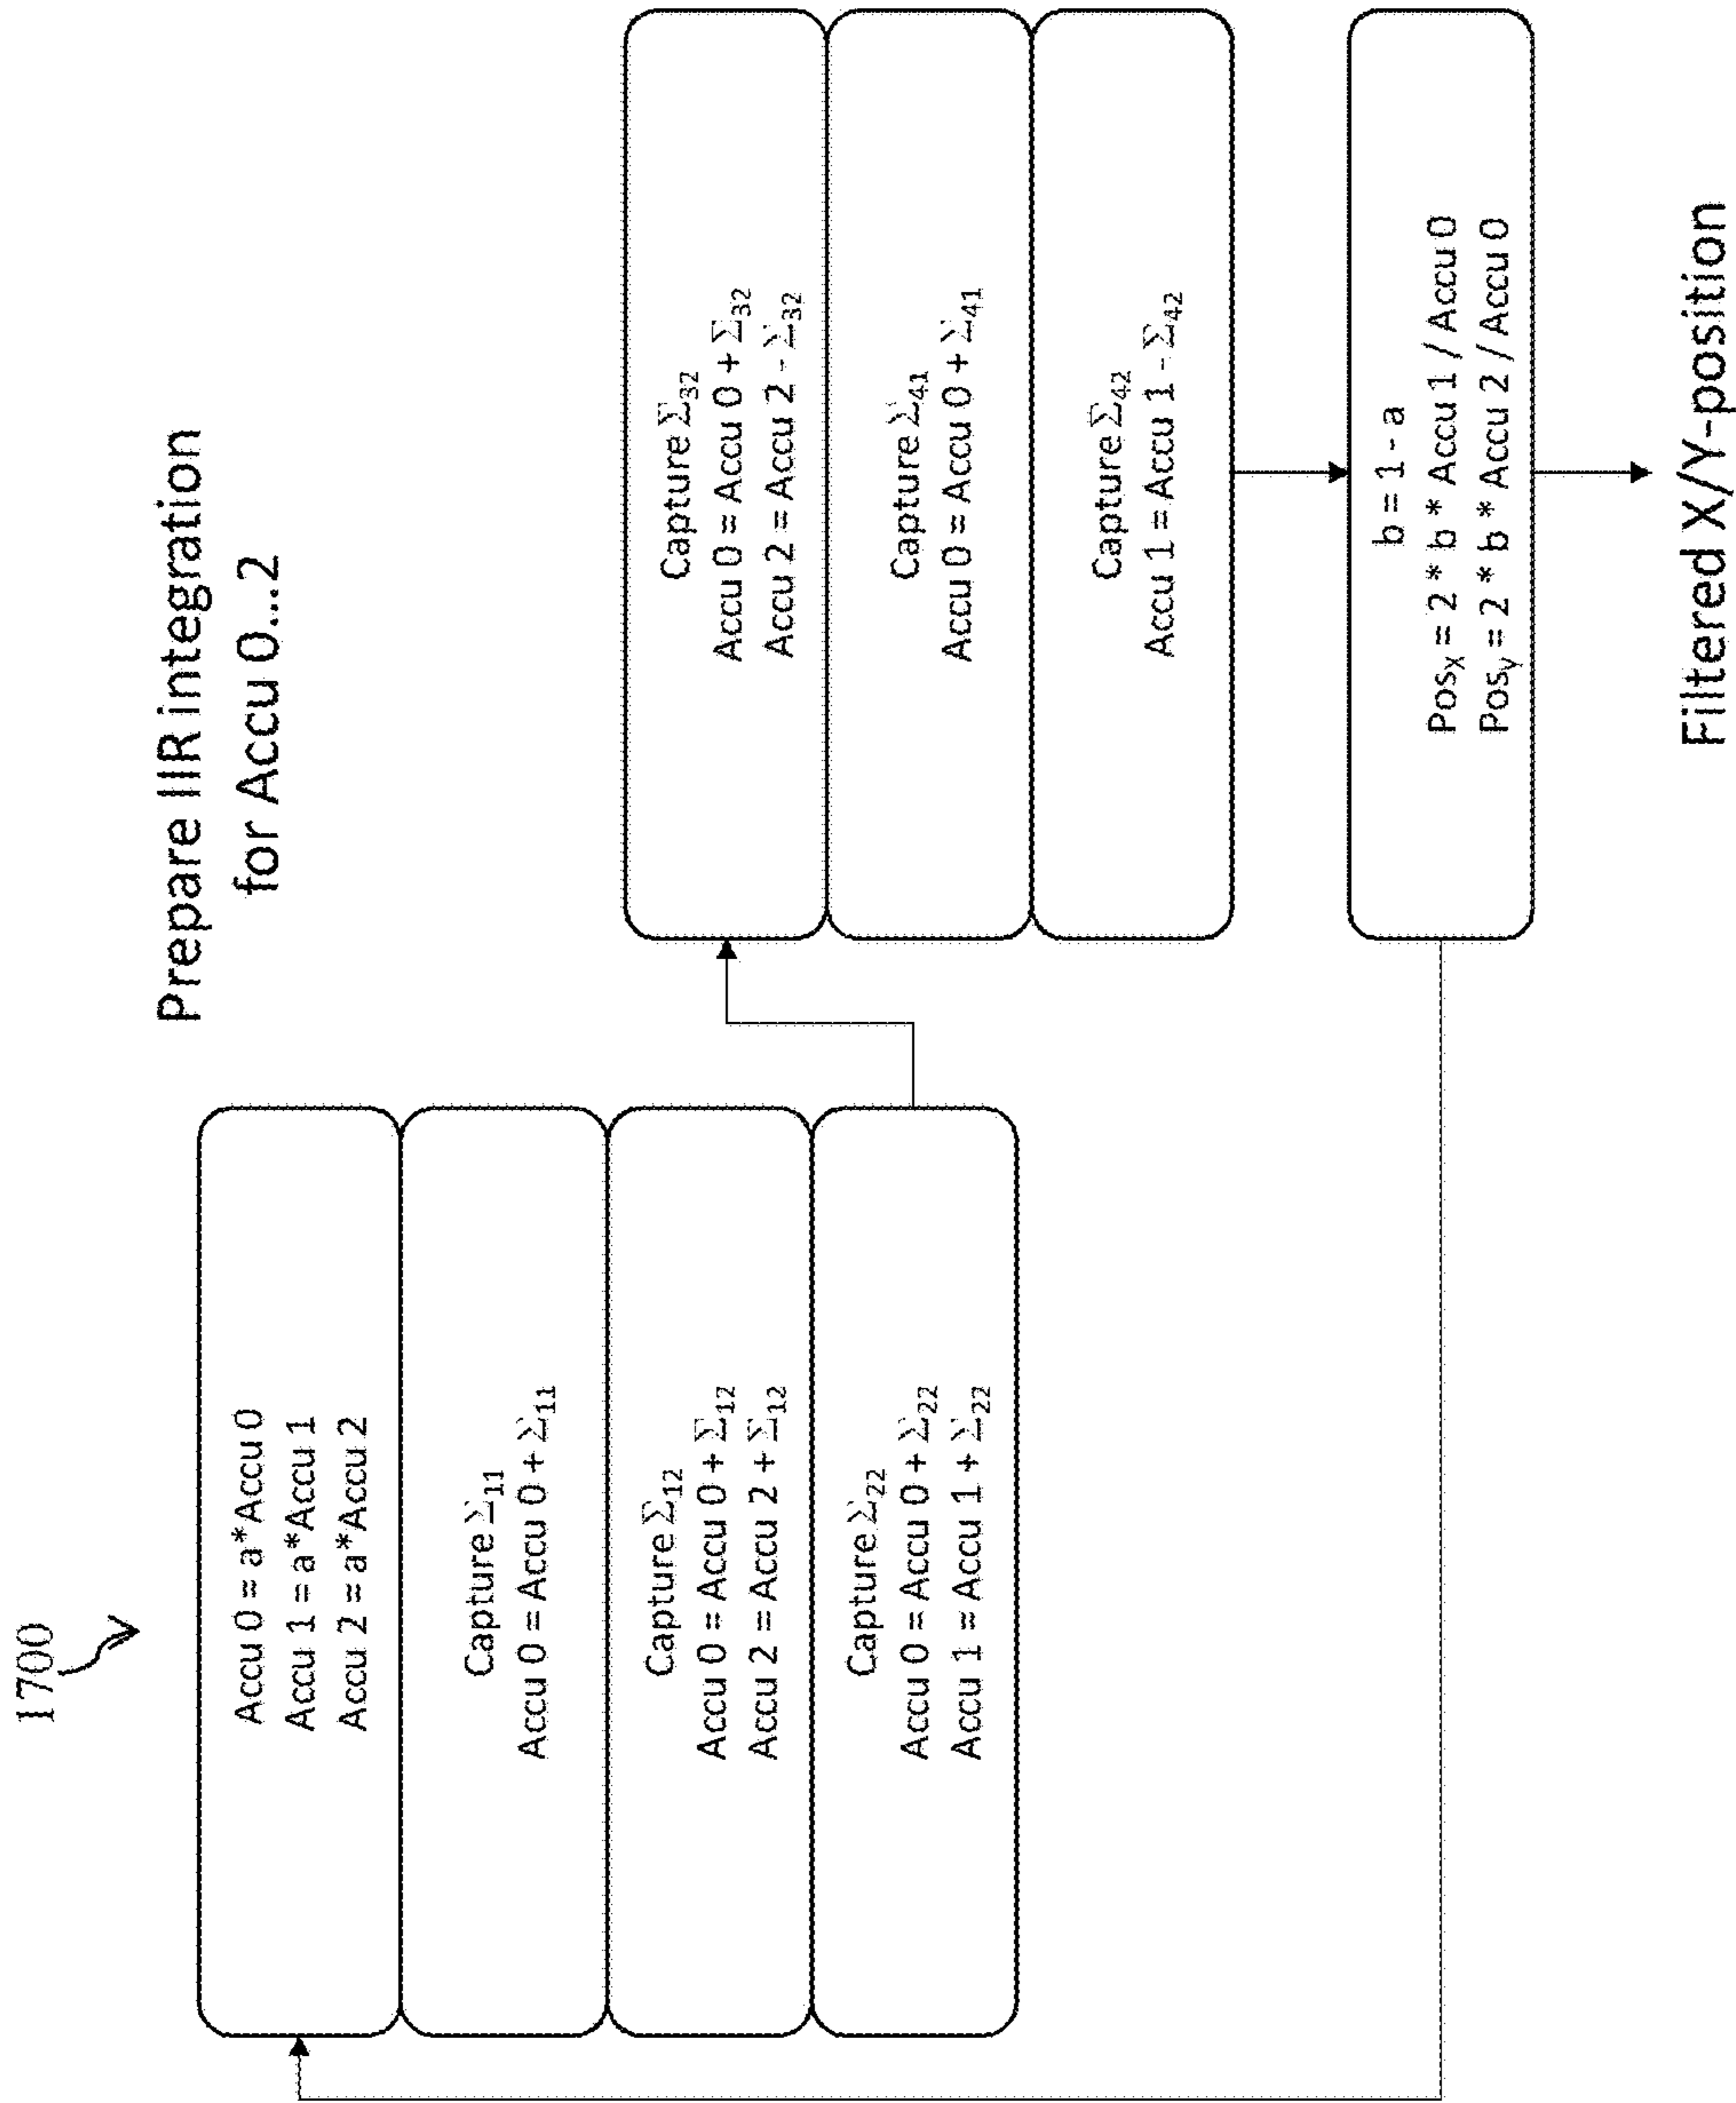 1700
Prepare IIR integration
for Accu 0...2
Accu 0 = a*Accu 0
Accu 1 = a*Accu 1
Accu 2 = a*Accu 2
Capture Σ₁₁
Accu 0 = Accu 0 + Σ₁₁
Capture Σ₁₂
Accu 0 = Accu 0 + Σ₁₂
Accu 2 = Accu 2 + Σ₁₂
Capture Σ₂₂
Accu 0 = Accu 0 + Σ₂₂
Accu 1 = Accu 1 + Σ₂₂
Capture Σ₃₂
Accu 0 = Accu 0 + Σ₃₂
Accu 2 = Accu 2 - Σ₃₂
Capture Σ₄₁
Accu 0 = Accu 0 + Σ₄₁
Capture Σ₄₂
Accu 1 = Accu 1 - Σ₄₂
b = 1 - a
Posₓ = 2 * b* Accu 1 / Accu 0
Posᵧ = 2 * b* Accu 2 / Accu 0
Filtered X/Y-position